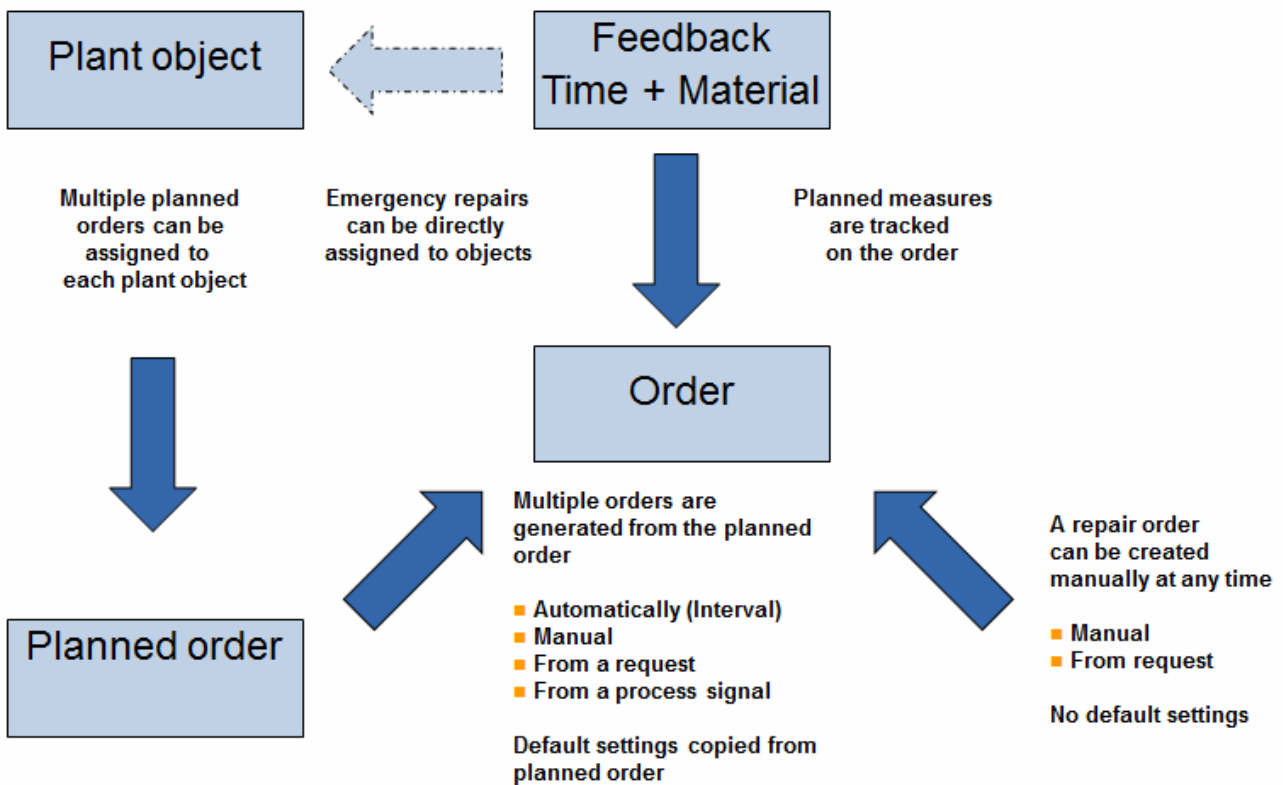 Plant object
Feedback
Time + Material
Multiple planned
orders can be
assigned to
each plant object
Emergency repairs
can be directly
assigned to objects
Planned measures
are tracked
on the order
Order
Multiple orders are
generated from the planned
order
■ Automatically (Interval)
■ Manual
■ From a request
■ From a process signal
Default settings copied from
planned order
A repair order
can be created
manually at any time
■ Manual
■ From request
No default settings
Planned order